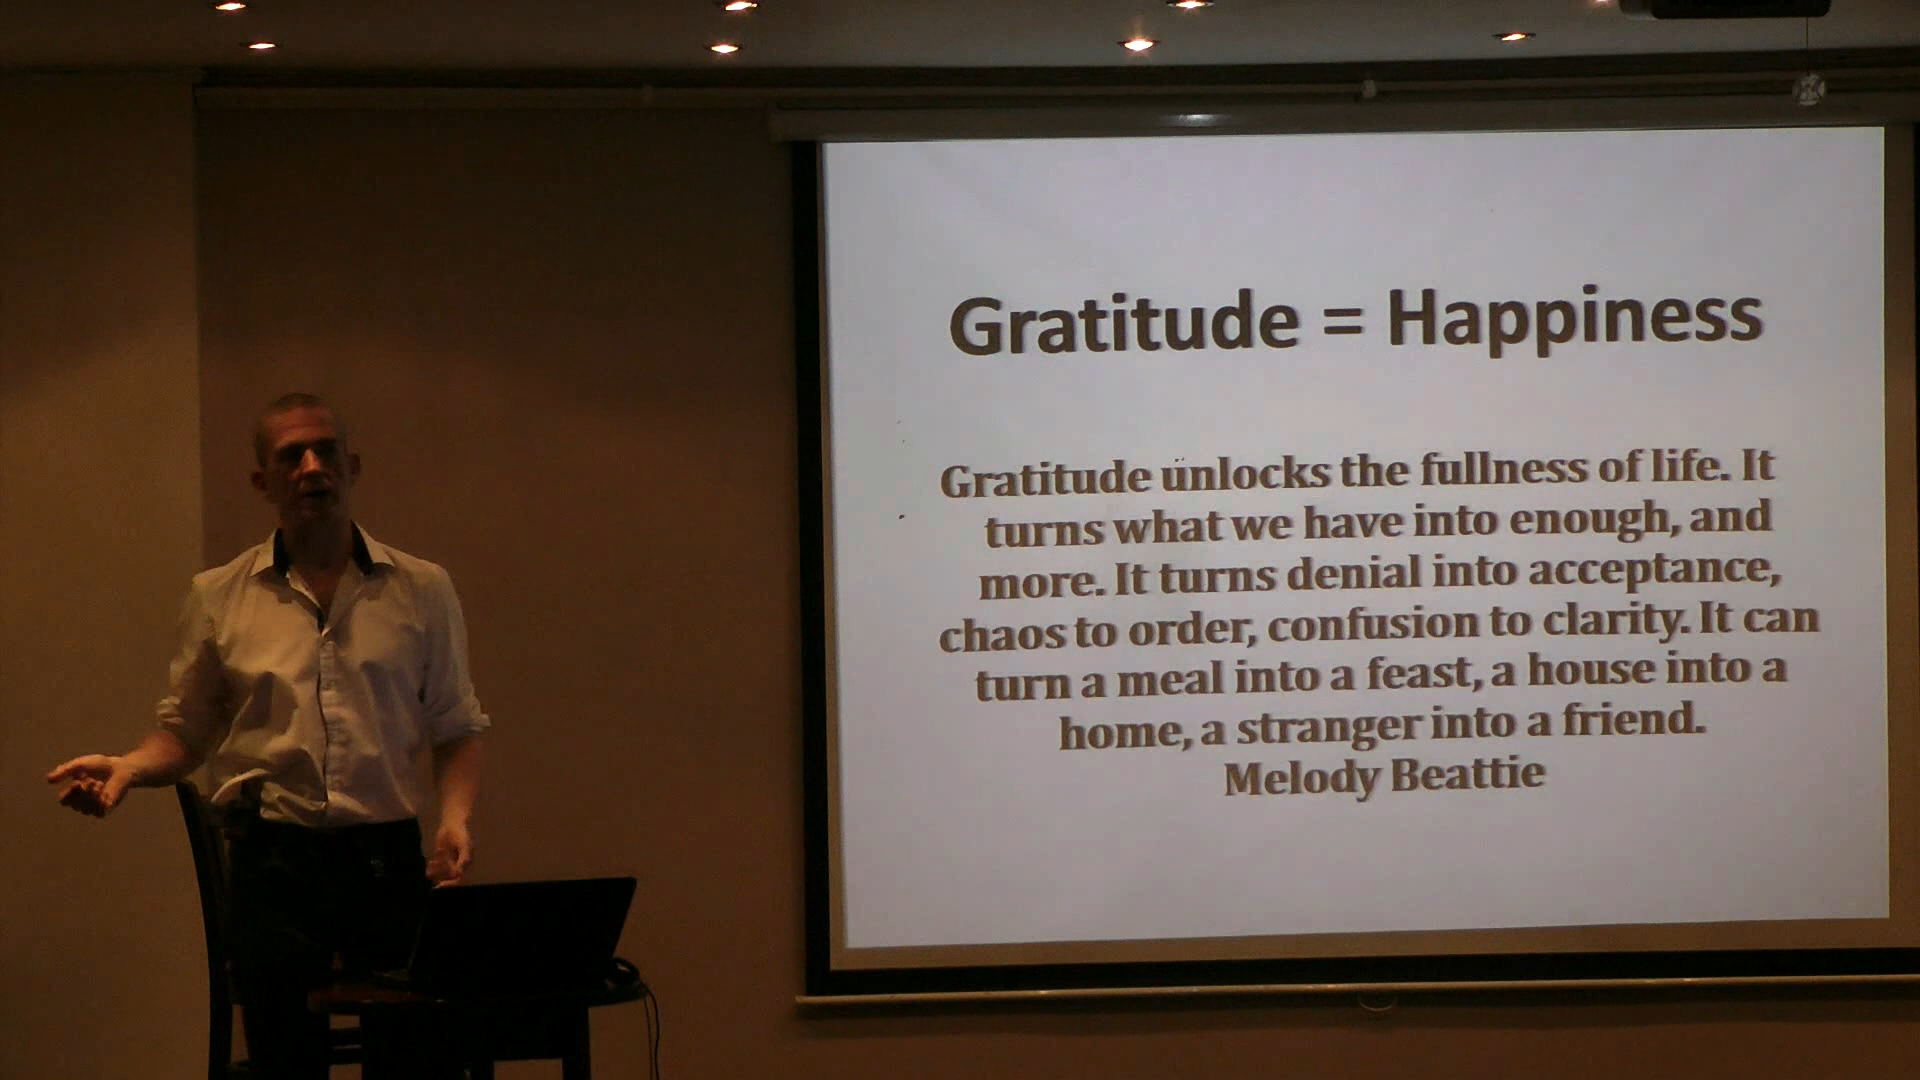 Gratitude = Happiness
Gratitude unlocks the fullness of life. It
turns what we have into enough, and
more. It turns denial into acceptance,
chaos to order, confusion to clarity. It can
turn a meal into a feast, a house into a
home, a stranger into a friend.
Melody Beattie